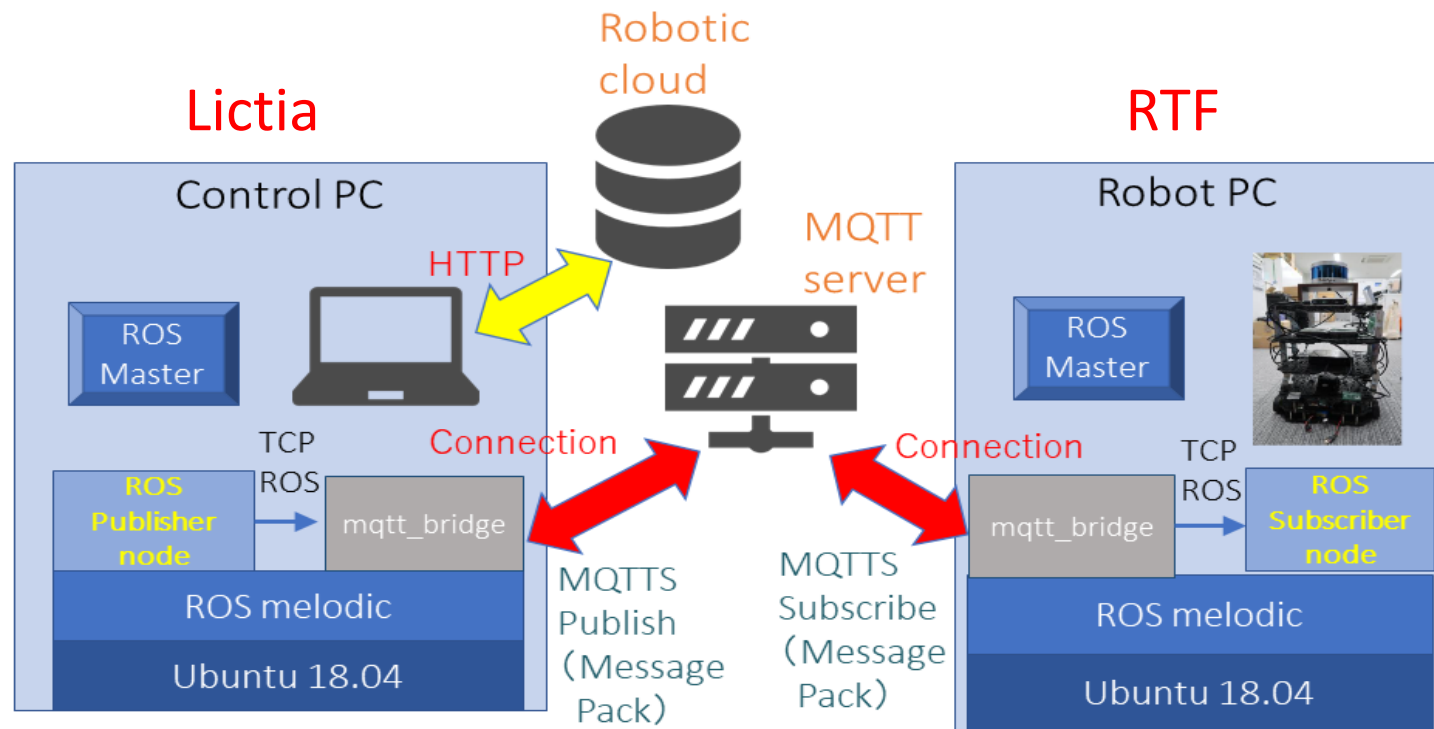 Robotic
cloud
Lictia
RTF
Control PC
Robot PC
MQTT
server
HTTP
ROS
Master
ROS
Master
Connection
Connection
TCP
ROS
TCP
ROS
ROS
Publisher
node
mqtt_bridge
mqtt_bridge
ROS
Subscriber
node
MQTTS
Publish
（Message
Pack）
MQTTS
Subscribe
（Message
Pack）
ROS melodic
ROS melodic
Ubuntu 18.04
Ubuntu 18.04